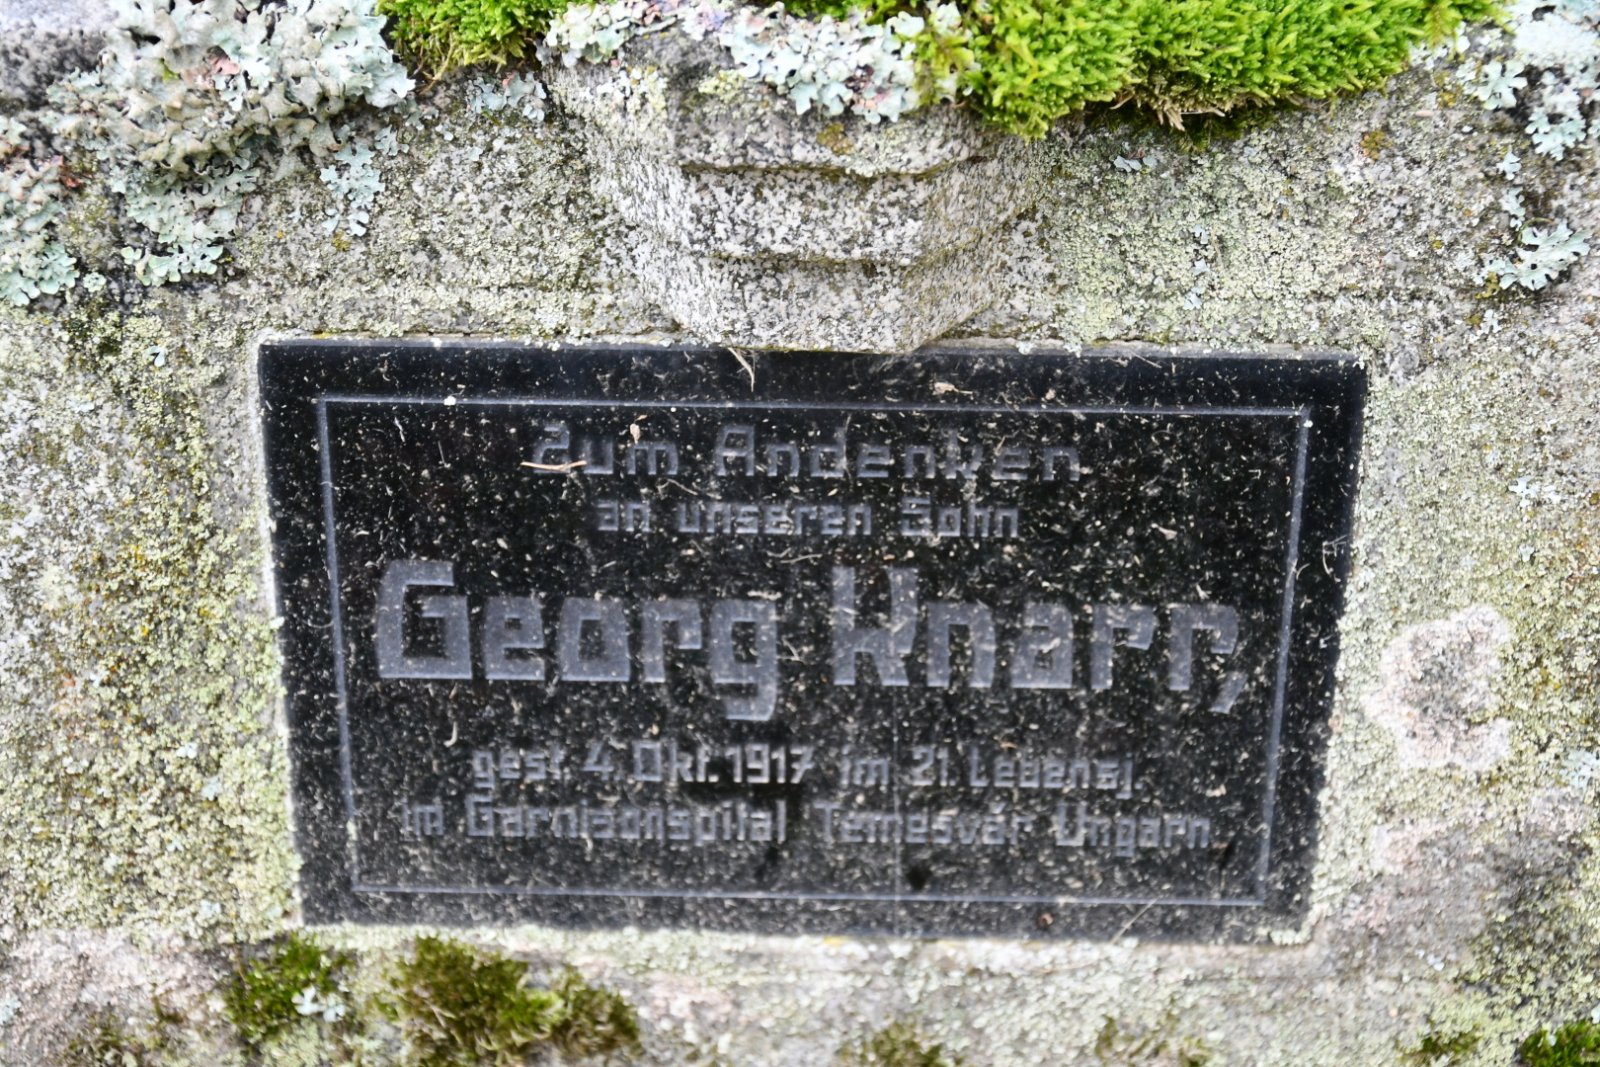 Zum Andenken
an unseren Sohn
Georg Knarr,
gest. 4. Okt. 1917 im 21. Lebensj.
im Garnisonspital Temesvár Ungarn